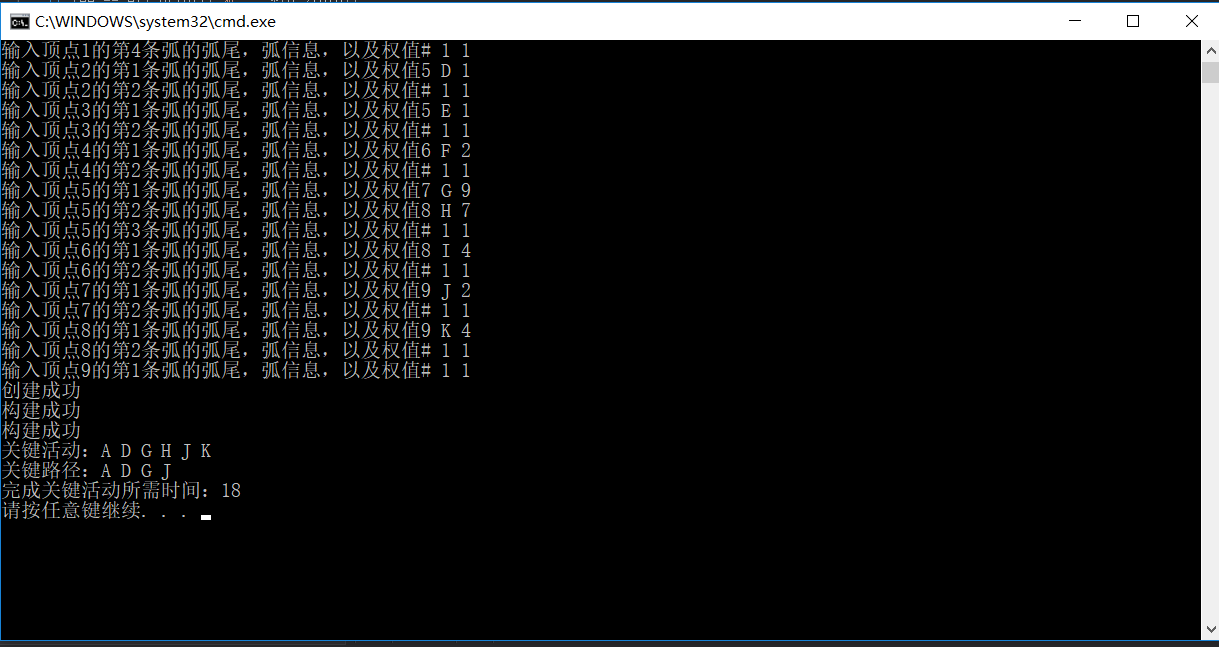 C:\WINDOWS\system32\cmd.exe
输入顶点1的第4条弧的弧尾，弧信息，以及权值# 1 1
输入顶点2的第1条弧的弧尾，弧信息，以及权值5 D 1
输入顶点2的第2条弧的弧尾，弧信息，以及权值# 1 1
输入顶点3的第1条弧的弧尾，弧信息，以及权值5 E 1
输入顶点3的第2条弧的弧尾，弧信息，以及权值# 1 1
输入顶点4的第1条弧的弧尾，弧信息，以及权值6 F 2
输入顶点4的第2条弧的弧尾，弧信息，以及权值# 1 1
输入顶点5的第1条弧的弧尾，弧信息，以及权值7 G 9
输入顶点5的第2条弧的弧尾，弧信息，以及权值8 H 7
输入顶点5的第3条弧的弧尾，弧信息，以及权值# 1 1
输入顶点6的第1条弧的弧尾，弧信息，以及权值8 I 4
输入顶点6的第2条弧的弧尾，弧信息，以及权值# 1 1
输入顶点7的第1条弧的弧尾，弧信息，以及权值9 J 2
输入顶点7的第2条弧的弧尾，弧信息，以及权值# 1 1
输入顶点8的第1条弧的弧尾，弧信息，以及权值9 K 4
输入顶点8的第2条弧的弧尾，弧信息，以及权值# 1 1
输入顶点9的第1条弧的弧尾，弧信息，以及权值# 1 1
创建成功
构建成功
构建成功
关键活动：A D G H J K
关键路径：A D G J
完成关键活动所需时间：18
请按任意键继续. . .